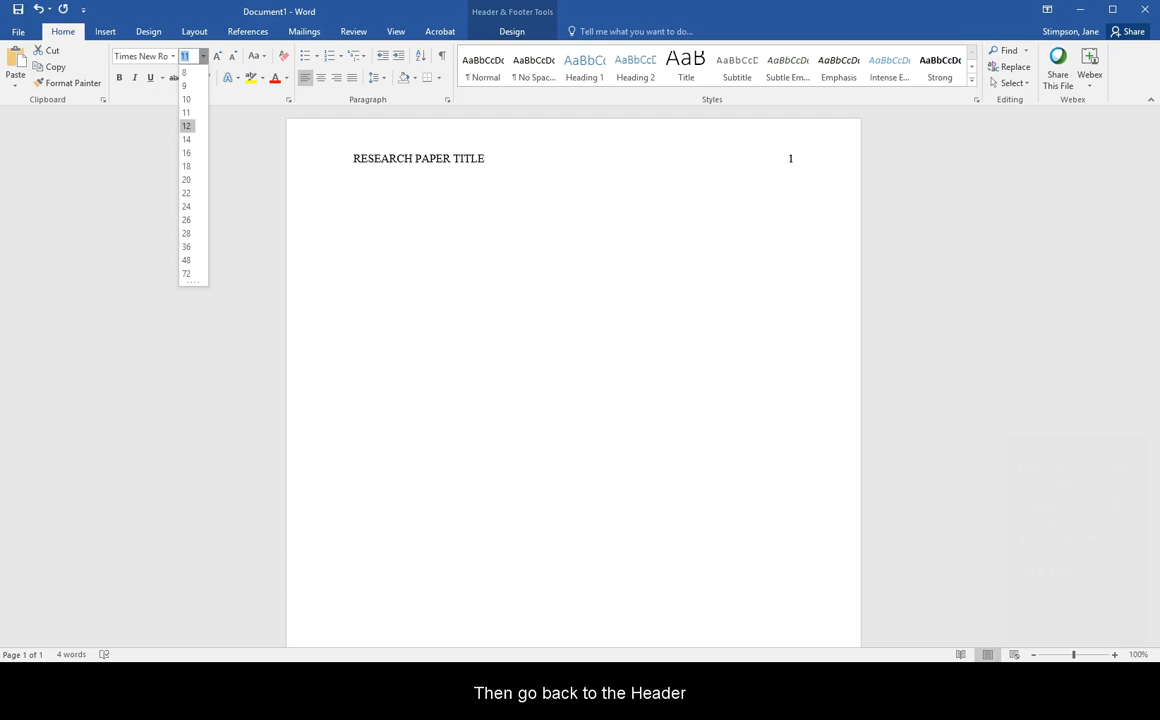 Document1 - Word
Header & Footer Tools
Stimpson, Jane
Share
File
Home
Insert
Design
Layout
References
Mailings
Review
View
Acrobat
Design
Tell me what you want to do...
Paste
Cut
Copy
Format Painter
Clipboard
Times New Ro
11
8
9
10
11
12
14
16
18
20
22
24
26
28
36
48
72
B
I
U
abc
Aa
A
Paragraph
AaBbCcDc
¶ Normal
AaBbCcDc
¶ No Spac...
AaBbCc
Heading 1
AaBbCcC
Heading 2
AaB
Title
AaBbCcD
Subtitle
AaBbCcDc
Subtle Em...
AaBbCcDc
Emphasis
AaBbCcDc
Intense E...
AaBbCcDc
Strong
Styles
Find
Replace
Select
Editing
Share
This File
Webex
Webex
RESEARCH PAPER TITLE 1
Page 1 of 1
4 words
100%
Then go back to the Header